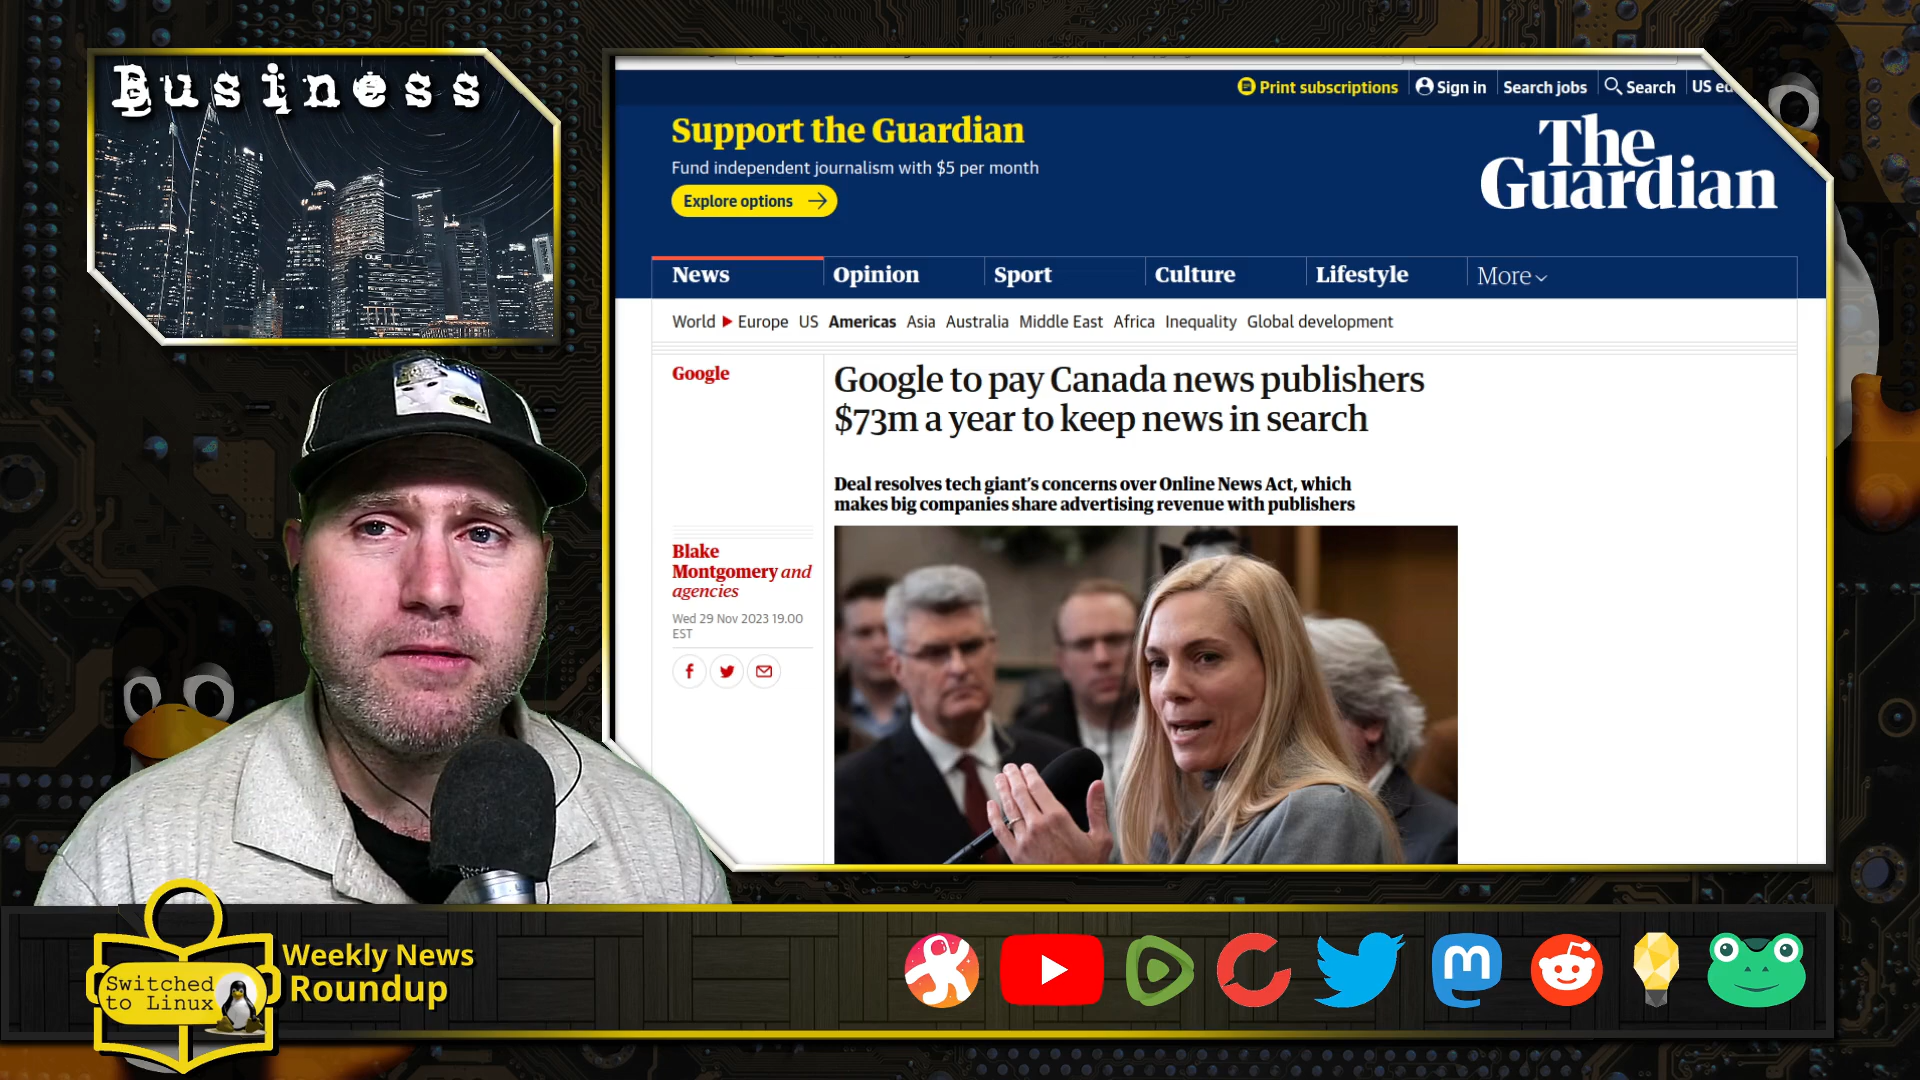 Business
Print subscriptions
Sign in
Search jobs
Search
US ed
Support the Guardian
Fund independent journalism with $5 per month
Explore options
The
Guardian
News
Opinion
Sport
Culture
Lifestyle
More
World
Europe
US
Americas
Asia
Australia
Middle East
Africa
Inequality
Global development
Google
Google to pay Canada news publishers
$73m a year to keep news in search
Deal resolves tech giant's concerns over Online News Act, which
makes big companies share advertising revenue with publishers
Blake
Montgomery and
agencies
Wed 29 Nov 2023 19.00
EST
Switched
to Linux
Weekly News
Roundup